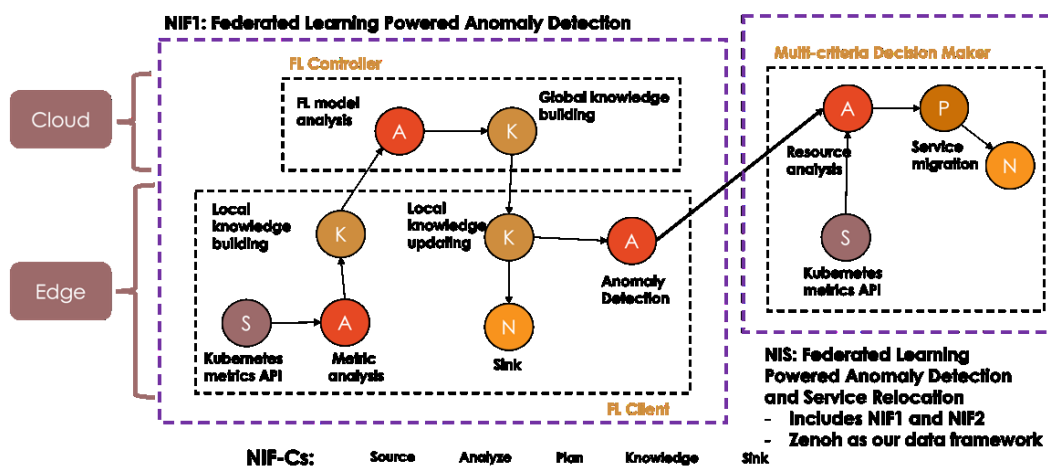 NIF1: Federated Learning Powered Anomaly Detection
Cloud
Edge
FL Controller
FL model
analysis
A
K
Global knowledge
building
Local
knowledge
building
K
Local
knowledge
updating
K
A
Anomaly
Detection
S
Kubernetes
metrics API
A
Metric
analysis
N
Sink
FL Client
Multi-criteria Decision Maker
A
P
Resource
analysis
Service
migration
N
S
Kubernetes
metrics API
NIS: Federated Learning
Powered Anomaly Detection
and Service Relocation
- Includes NIF1 and NIF2
- Zenoh as our data framework
NIF-Cs: Source Analyze Plan Knowledge Sink